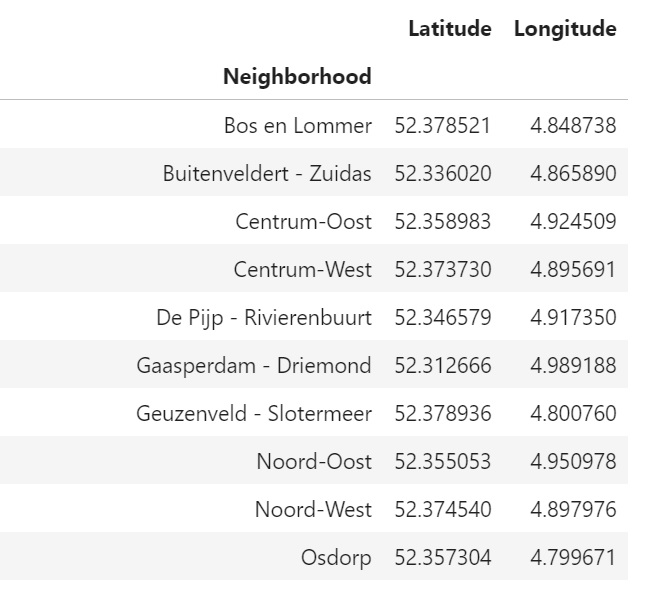 Latitude Longitude
Neighborhood
Bos en Lommer 52.378521 4.848738
Buitenveldert - Zuidas 52.336020 4.865890
Centrum-Oost 52.358983 4.924509
Centrum-West 52.373730 4.895691
De Pijp - Rivierenbuurt 52.346579 4.917350
Gaasperdam - Driemond 52.312666 4.989188
Geuzenveld - Slotermeer 52.378936 4.800760
Noord-Oost 52.355053 4.950978
Noord-West 52.374540 4.897976
Osdorp 52.357304 4.799671